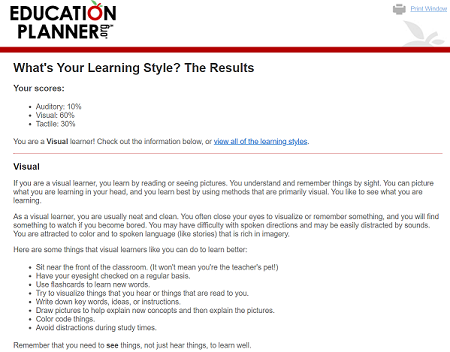 EDUCATION
PLANNER.org
Print Window
What's Your Learning Style? The Results
Your scores:
• Auditory: 10%
• Visual: 60%
• Tactile: 30%
You are a Visual learner! Check out the information below, or view all of the learning styles.
Visual
If you are a visual learner, you learn by reading or seeing pictures. You understand and remember things by sight. You can picture
what you are learning in your head, and you learn best by using methods that are primarily visual. You like to see what you are
learning.
As a visual learner, you are usually neat and clean. You often close your eyes to visualize or remember something, and you will find
something to watch if you become bored. You may have difficulty with spoken directions and may be easily distracted by sounds.
You are attracted to color and to spoken language (like stories) that is rich in imagery.
Here are some things that visual learners like you can do to learn better:
• Sit near the front of the classroom. (It won't mean you're the teacher's pet!)
• Have your eyesight checked on a regular basis.
• Use flashcards to learn new words.
• Try to visualize things that you hear or things that are read to you.
• Write down key words, ideas, or instructions.
• Draw pictures to help explain new concepts and then explain the pictures.
• Color code things.
• Avoid distractions during study times.
Remember that you need to see things, not just hear things, to learn well.